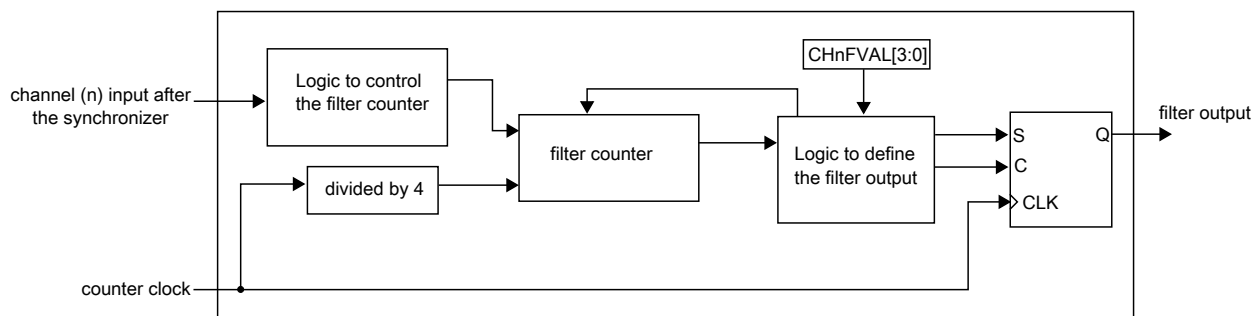 CHnFVAL[3:0]
Logic to control
the filter counter
channel (n) input after
the synchronizer
filter output
S
Q
filter counter
Logic to define
the filter output
C
divided by 4
CLK
counter clock